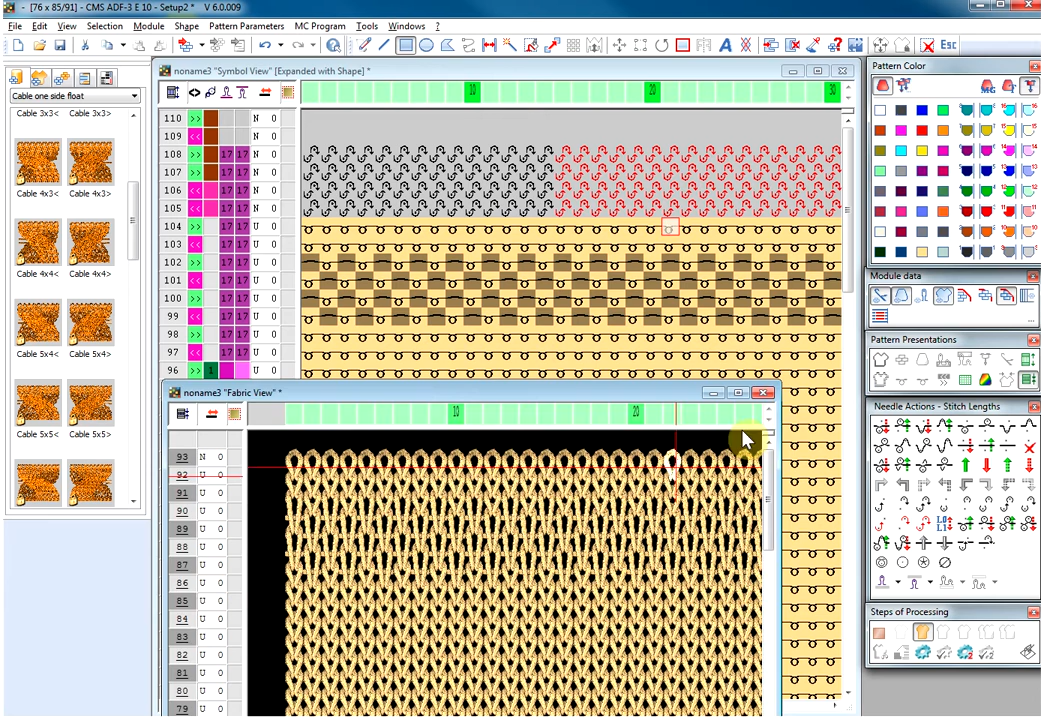 - [76 x 85/91] - CMS ADF-3 E 10 - Setup2 * V 6.0.009
File Edit View Selection Module Shape Pattern Parameters MC Program Tools Windows ?
Esc
Cable one side float
Cable 3x3< Cable 3x3>
Cable 4x3< Cable 4x3>
Cable 4x4< Cable 4x4>
Cable 5x4< Cable 5x4>
Cable 5x5< Cable 5x5>
noname3 "Symbol View" [Expanded with Shape] *
10 20 30
110 >> N 0
109 << N 0
108 >> 17 17 N 0
107 >> 17 17 N 0
106 << 17 17 N 0
105 << 17 17 N 0
104 >> 17 17 U 0
103 << 17 17 U 0
102 >> 17 17 U 0
101 << 17 17 U 0
100 >> 17 17 U 0
99 << 17 17 U 0
98 >> 17 17 U 0
97 << 17 17 U 0
96 >> 1 U 0
noname3 "Fabric View" *
10 20
93 N 0
92 U 0
91 U 0
90 U 0
89 U 0
88 U 0
87 U 0
86 U 0
85 U 0
84 U 0
83 U 0
82 U 0
81 U 0
80 U 0
79 U 0
Pattern Color
Module data
...
Pattern Presentations
Needle Actions - Stitch Lengths
Steps of Processing